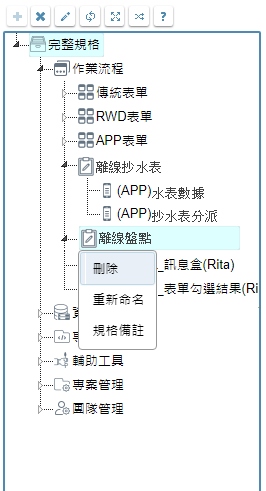 完整規格
作業流程
傳統表單
RWD表單
APP表單
離線抄水表
(APP)水表數據
(APP)抄水表分派
離線盤點
刪除
_訊息盒(Rita)
重新命名
_表單勾選結果(Ri
規格備註
輔助工具
專案管理
團隊管理